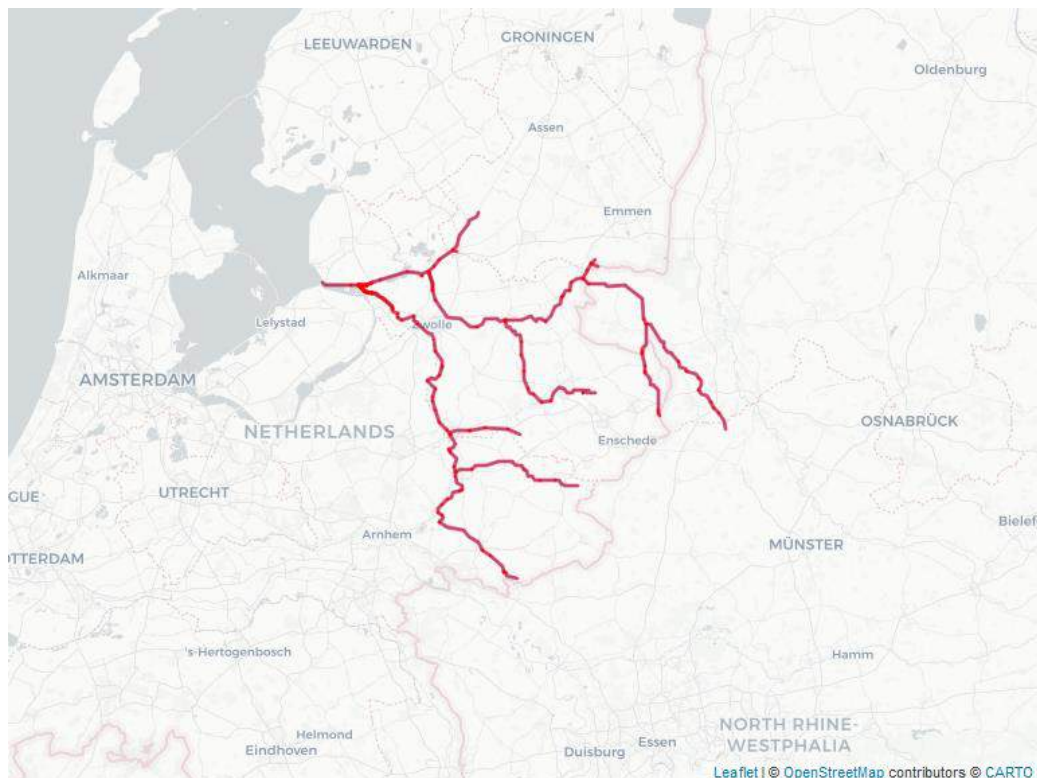 LEEUWARDEN
GRONINGEN
Oldenburg
Assen
Emmen
Alkmaar
Lelystad
Zwolle
AMSTERDAM
NETHERLANDS
Enschede
OSNABRÜCK
GUE
UTRECHT
Arnhem
Bielef
OTTERDAM
MÜNSTER
's-Hertogenbosch
Hamm
Helmond
Eindhoven
Duisburg
Essen
NORTH RHINE-
WESTPHALIA
Leaflet | © OpenStreetMap contributors © CARTO